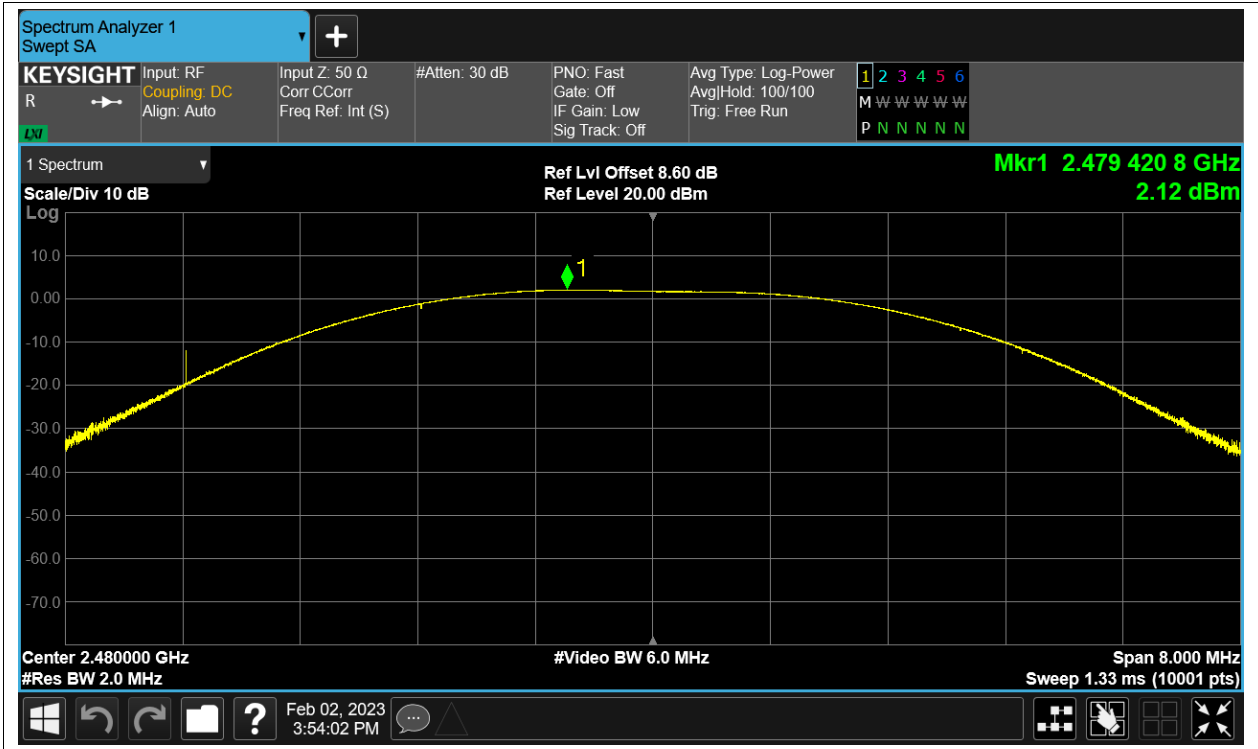 Spectrum Analyzer 1
Swept SA
KEYSIGHT
R
LXI
Input: RF
Coupling: DC
Align: Auto
Input Z: 50 Ω
Corr CCorr
Freq Ref: Int (S)
#Atten: 30 dB
PNO: Fast
Gate: Off
IF Gain: Low
Sig Track: Off
Avg Type: Log-Power
Avg|Hold: 100/100
Trig: Free Run
1 2 3 4 5 6
M W W W W W W
P N N N N N N
1 Spectrum
Scale/Div 10 dB
Ref Lvl Offset 8.60 dB
Ref Level 20.00 dBm
Mkr1 2.479 420 8 GHz
2.12 dBm
Log
10.0
0.00
-10.0
-20.0
-30.0
-40.0
-50.0
-60.0
-70.0
1
Center 2.480000 GHz
#Video BW 6.0 MHz
Span 8.000 MHz
#Res BW 2.0 MHz
Sweep 1.33 ms (10001 pts)
?
Feb 02, 2023
3:54:02 PM